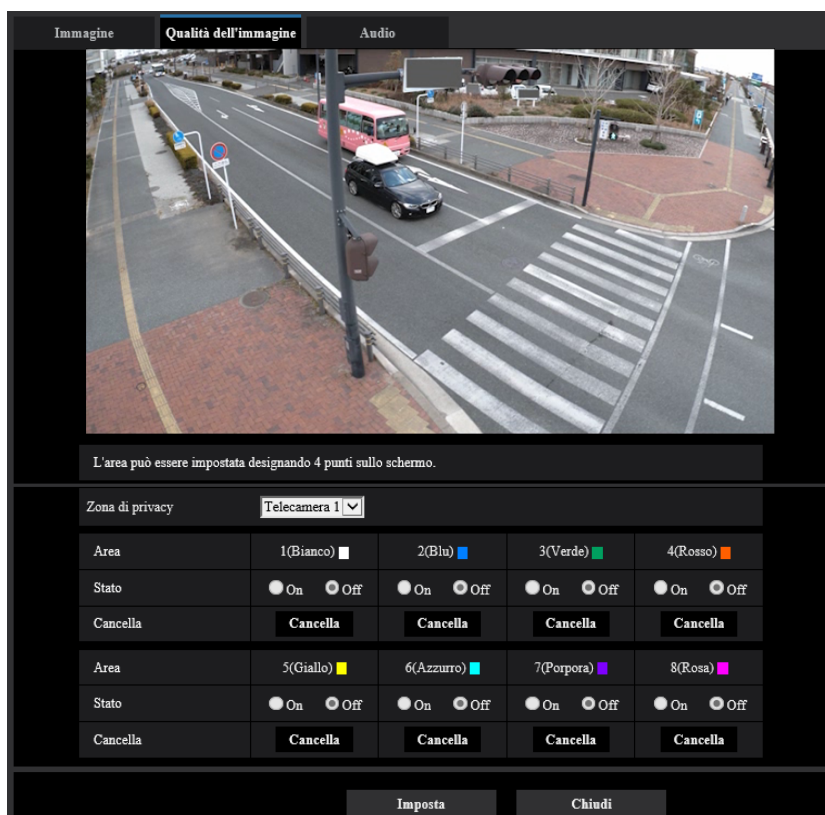 Immagine Qualità dell'immagine Audio
L'area può essere impostata designando 4 punti sullo schermo.
Zona di privacy Telecamera 1
Area 1(Bianco) 2(Blu) 3(Verde) 4(Rosso)
Stato On Off On Off On Off On Off
Cancella Cancella Cancella Cancella Cancella
Area 5(Giallo) 6(Azzurro) 7(Porpora) 8(Rosa)
Stato On Off On Off On Off On Off
Cancella Cancella Cancella Cancella Cancella
Imposta Chiudi